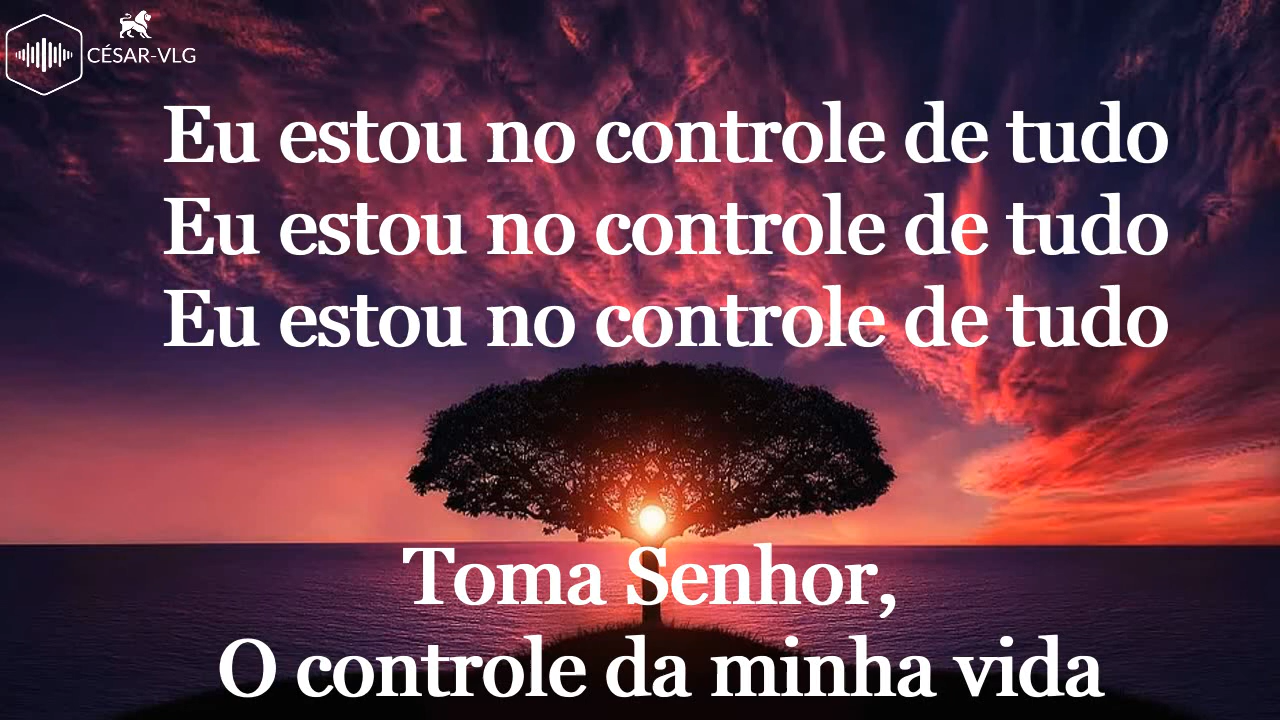 CÉSAR-VLG
Eu estou no controle de tudo
Eu estou no controle de tudo
Eu estou no controle de tudo
Toma Senhor,
O controle da minha vida